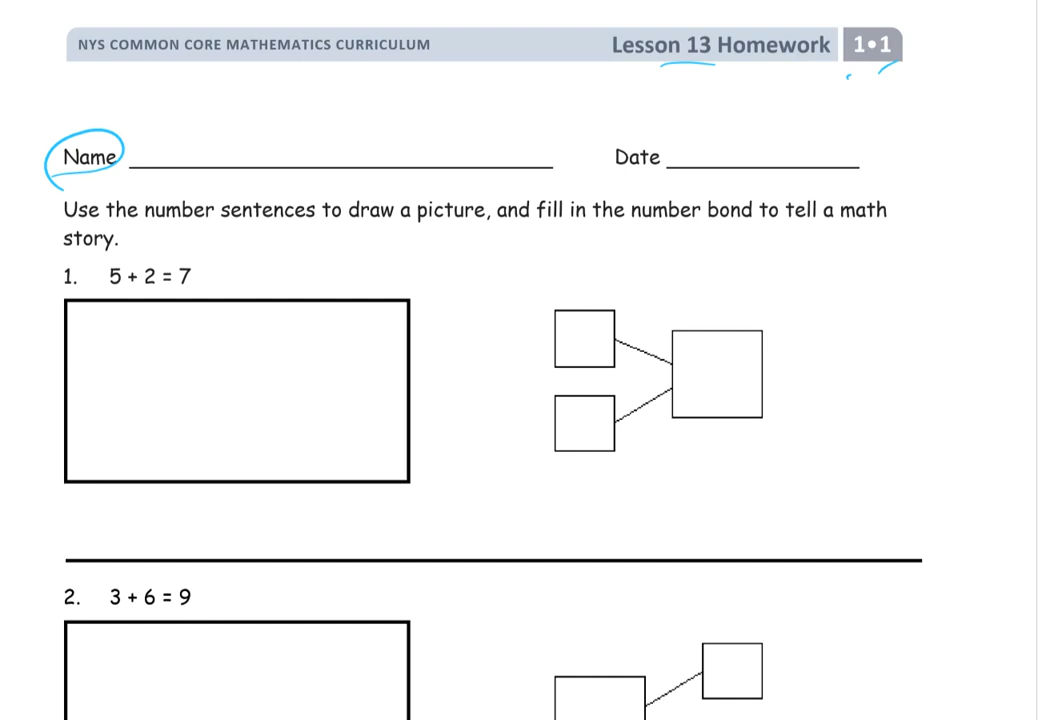 NYS COMMON CORE MATHEMATICS CURRICULUM Lesson 13 Homework 1•1
Name Date
Use the number sentences to draw a picture, and fill in the number bond to tell a math
story.
1. 5 + 2 = 7
2. 3 + 6 = 9